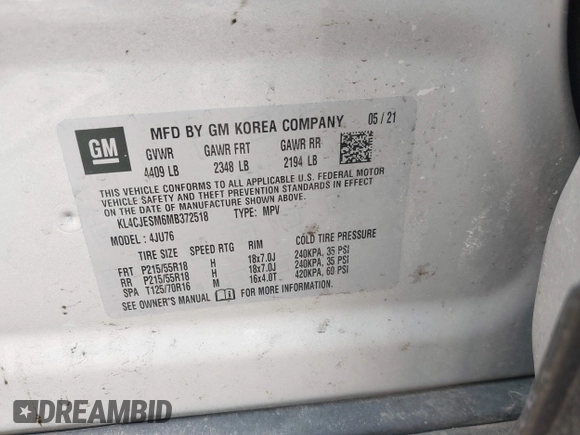 GM
MFD BY GM KOREA COMPANY 05 / 21
GVWR GAWR FRT GAWR RR
4409 LB 2348 LB 2194 LB
THIS VEHICLE CONFORMS TO ALL APPLICABLE U.S. FEDERAL MOTOR
VEHICLE SAFETY, BUMPER, AND THEFT PREVENTION STANDARDS IN EFFECT
ON THE DATE OF MANUFACTURE SHOWN ABOVE.
KL4CJESM6MB372518 TYPE: MPV
MODEL: 4JU76
TIRE SIZE SPEED RTG RIM COLD TIRE PRESSURE
FRT P215/55R18 H 18x7.0J 240KPA, 35 PSI
RR P215/55R18 H 18x7.0J 240KPA, 35 PSI
SPA T125/70R16 M 16x4.0T 420KPA, 60 PSI
SEE OWNER'S MANUAL FOR MORE INFORMATION.
DREAMBID